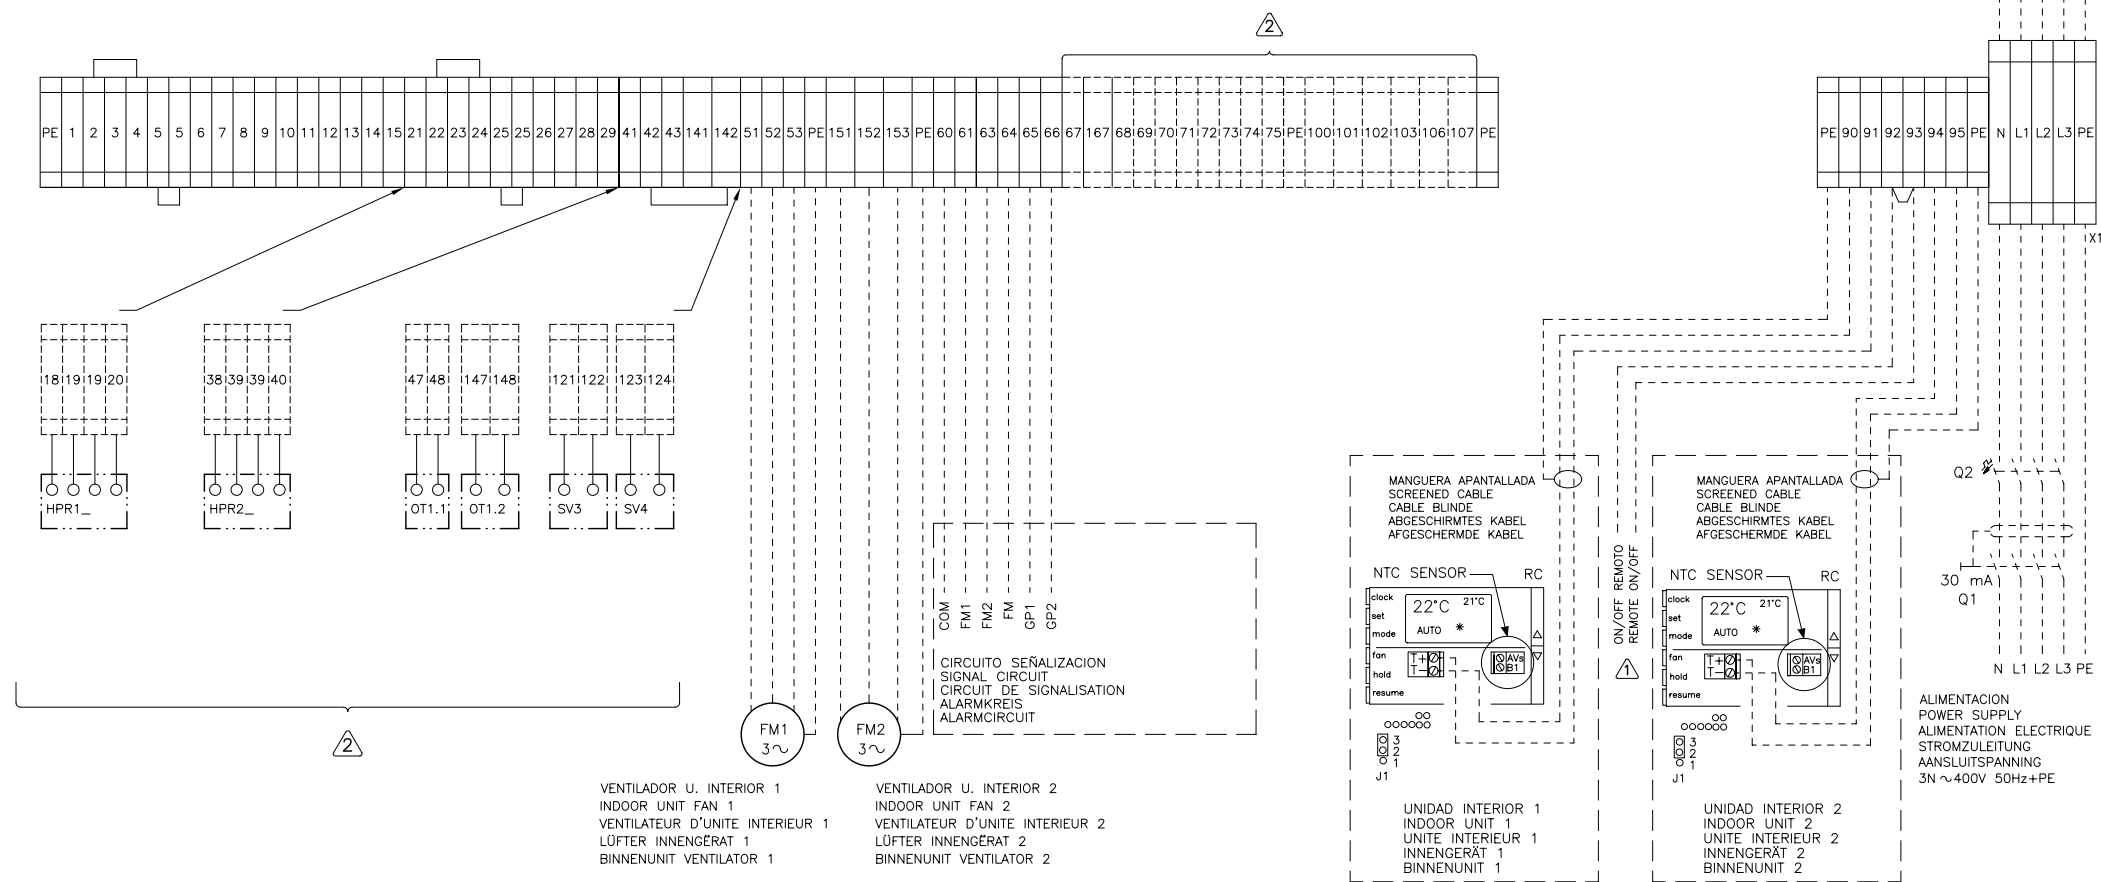 2
PE 1 2 3 4 5 5 6 7 8 9 10 11 12 13 14 15 21 22 23 24 25 25 26 27 28 29 41 42 43 141 142 51 52 53 PE 151 152 153 PE 60 61 63 64 65 66 67 167 68 69 70 71 72 73 74 75 PE 100 101 102 103 106 107 PE
PE 90 91 92 93 94 95 PE N L1 L2 L3 PE
X1
18 19 19 20
38 39 39 40
47 48
147 148
121 122
123 124
HPR1_
HPR2_
OT1.1
OT1.2
SV3
SV4
2
COM
FM1
FM2
FM
GP1
GP2
CIRCUITO SEÑALIZACION
SIGNAL CIRCUIT
CIRCUIT DE SIGNALISATION
ALARMKREIS
ALARMCIRCUIT
FM1
3~
FM2
3~
VENTILADOR U. INTERIOR 1
INDOOR UNIT FAN 1
VENTILATEUR D'UNITE INTERIEUR 1
LÜFTER INNENGËRAT 1
BINNENUNIT VENTILATOR 1
VENTILADOR U. INTERIOR 2
INDOOR UNIT FAN 2
VENTILATEUR D'UNITE INTERIEUR 2
LÜFTER INNENGËRAT 2
BINNENUNIT VENTILATOR 2
MANGUERA APANTALLADA
SCREENED CABLE
CABLE BLINDE
ABGESCHIRMTES KABEL
AFGESCHERMDE KABEL
NTC SENSOR
RC
clock
set
mode
fan
hold
resume
22°C
21°C
AUTO *
T+
T-
AVs
B1
3
2
1
J1
UNIDAD INTERIOR 1
INDOOR UNIT 1
UNITE INTERIEUR 1
INNENGERÄT 1
BINNENUNIT 1
ON/OFF REMOTO
REMOTE ON/OFF
1
MANGUERA APANTALLADA
SCREENED CABLE
CABLE BLINDE
ABGESCHIRMTES KABEL
AFGESCHERMDE KABEL
NTC SENSOR
RC
clock
set
mode
fan
hold
resume
22°C
21°C
AUTO *
T+
T-
AVs
B1
3
2
1
J1
UNIDAD INTERIOR 2
INDOOR UNIT 2
UNITE INTERIEUR 2
INNENGERÄT 2
BINNENUNIT 2
Q2
30 mA
Q1
N L1 L2 L3 PE
ALIMENTACION
POWER SUPPLY
ALIMENTATION ELECTRIQUE
STROMZULEITUNG
AANSLUITSPANNING
3N ~400V 50Hz+PE